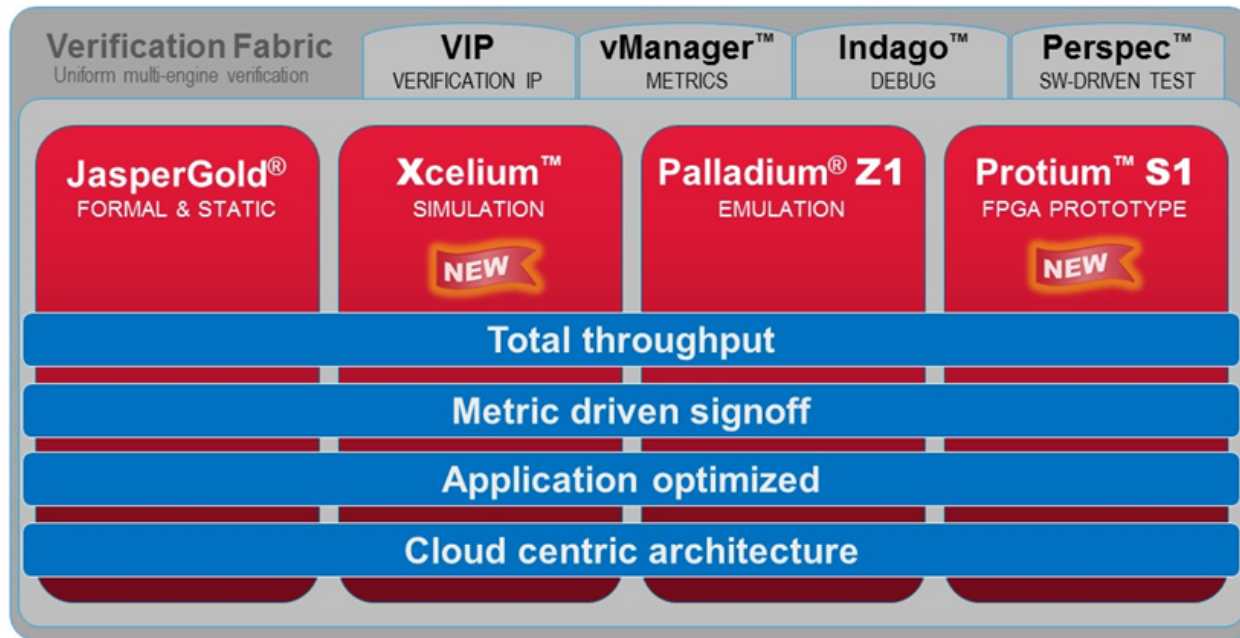 Verification Fabric
Uniform multi-engine verification
VIP
VERIFICATION IP
vManager™
METRICS
Indago™
DEBUG
Perspec™
SW-DRIVEN TEST
JasperGold®
FORMAL & STATIC
Xcelium™
SIMULATION
NEW
Palladium® Z1
EMULATION
Protium™ S1
FPGA PROTOTYPE
NEW
Total throughput
Metric driven signoff
Application optimized
Cloud centric architecture